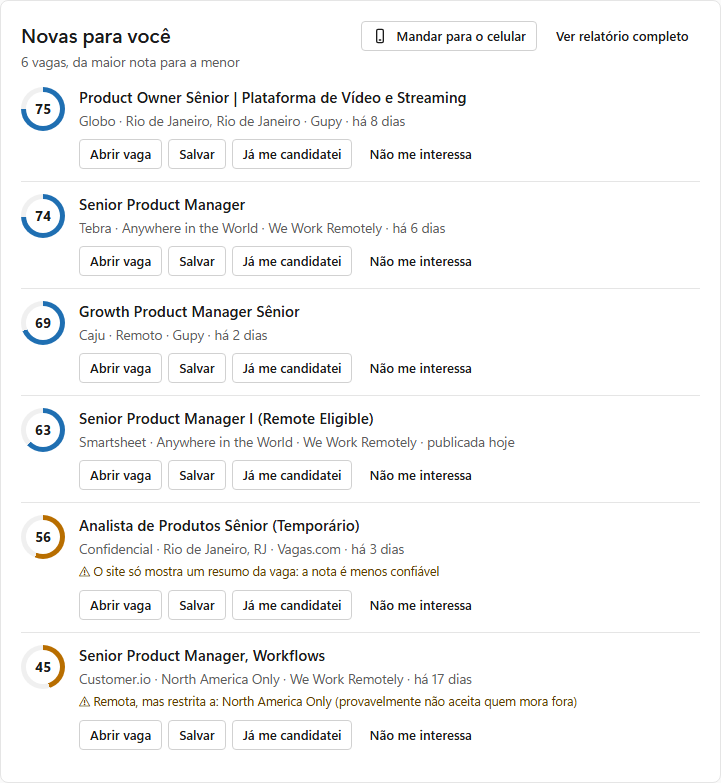 Novas para você
Mandar para o celular
Ver relatório completo
6 vagas, da maior nota para a menor
75
Product Owner Sênior | Plataforma de Vídeo e Streaming
Globo · Rio de Janeiro, Rio de Janeiro · Gupy · há 8 dias
Abrir vaga
Salvar
Já me candidatei
Não me interessa
74
Senior Product Manager
Tebra · Anywhere in the World · We Work Remotely · há 6 dias
Abrir vaga
Salvar
Já me candidatei
Não me interessa
69
Growth Product Manager Sênior
Caju · Remoto · Gupy · há 2 dias
Abrir vaga
Salvar
Já me candidatei
Não me interessa
63
Senior Product Manager I (Remote Eligible)
Smartsheet · Anywhere in the World · We Work Remotely · publicada hoje
Abrir vaga
Salvar
Já me candidatei
Não me interessa
56
Analista de Produtos Sênior (Temporário)
Confidencial · Rio de Janeiro, RJ · Vagas.com · há 3 dias
⚠ O site só mostra um resumo da vaga: a nota é menos confiável
Abrir vaga
Salvar
Já me candidatei
Não me interessa
45
Senior Product Manager, Workflows
Customer.io · North America Only · We Work Remotely · há 17 dias
⚠ Remota, mas restrita a: North America Only (provavelmente não aceita quem mora fora)
Abrir vaga
Salvar
Já me candidatei
Não me interessa